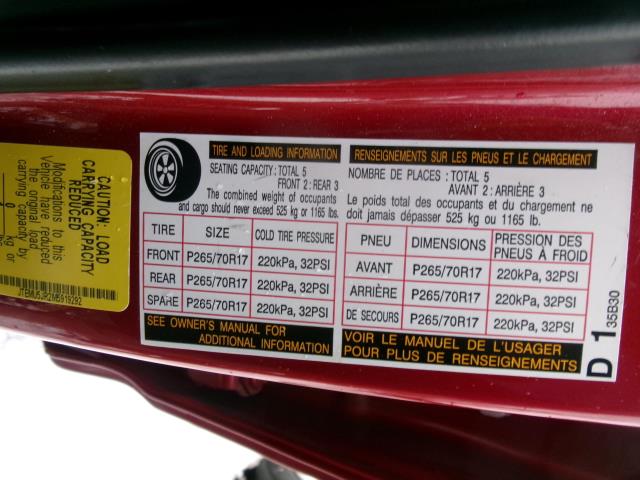 TIRE AND LOADING INFORMATION
SEATING CAPACITY: TOTAL 5
FRONT 2: REAR 3
The combined weight of occupants
and cargo should never exceed 525 kg or 1165 lb.
TIRE SIZE COLD TIRE PRESSURE
FRONT P265/70R17 220kPa, 32PSI
REAR P265/70R17 220kPa, 32PSI
SPARE P265/70R17 220kPa, 32PSI
SEE OWNER'S MANUAL FOR
ADDITIONAL INFORMATION
RENSEIGNEMENTS SUR LES PNEUS ET LE CHARGEMENT
NOMBRE DE PLACES : TOTAL 5
AVANT 2 : ARRIÈRE 3
Le poids total des occupants et du chargement ne
doit jamais dépasser 525 kg ou 1165 lb.
PNEU DIMENSIONS PRESSION DES
PNEUS À FROID
AVANT P265/70R17 220kPa, 32PSI
ARRIÈRE P265/70R17 220kPa, 32PSI
DE SECOURS P265/70R17 220kPa, 32PSI
VOIR LE MANUEL DE L'USAGER
POUR PLUS DE RENSEIGNEMENTS
D 1 35B30
CAUTION: LOAD
CARRYING CAPACITY
REDUCED
Modifications to this
Vehicle have reduced
the original load
carrying capacity by
0
kg or
JTEMU5JR2M5919292